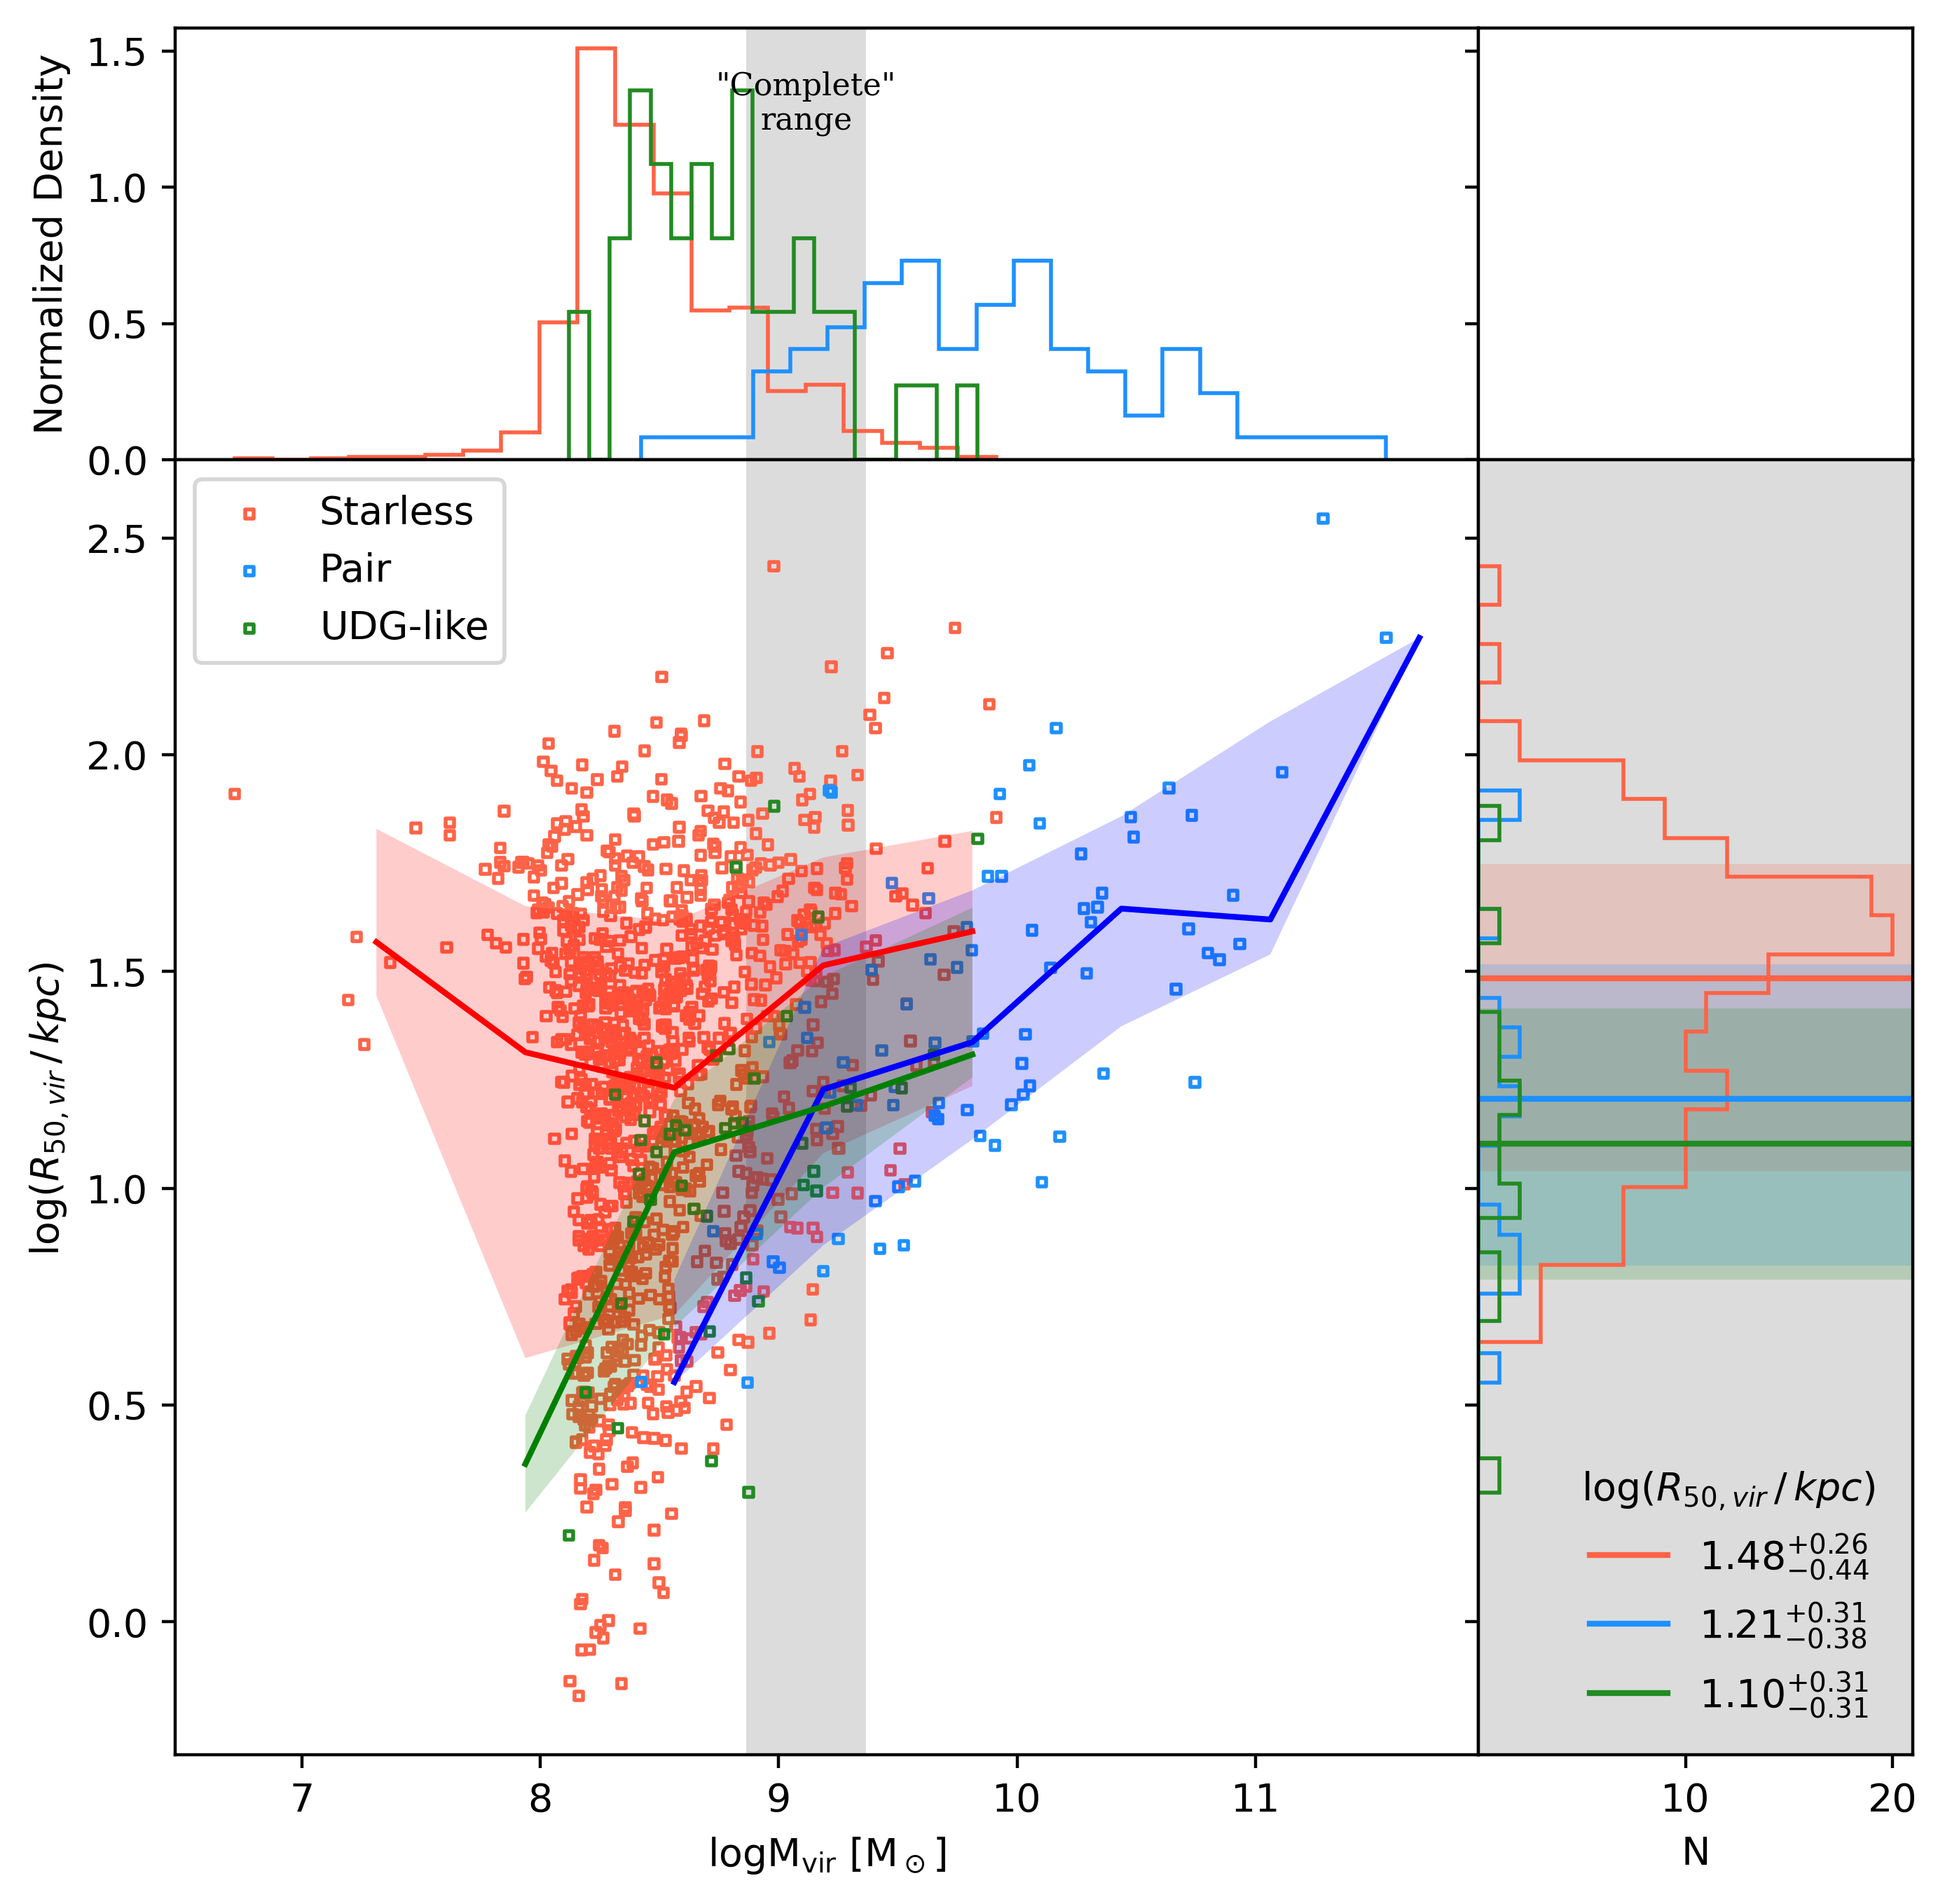 Normalized Density
1.5
1.0
0.5
0.0
"Complete"
range
Starless
Pair
UDG-like
log(R50,vir / kpc)
2.5
2.0
1.5
1.0
0.5
0.0
7 8 9 10 11
logMvir [M⊙]
log(R50,vir / kpc)
1.48+0.26−0.44
1.21+0.31−0.38
1.10+0.31−0.31
10 20
N